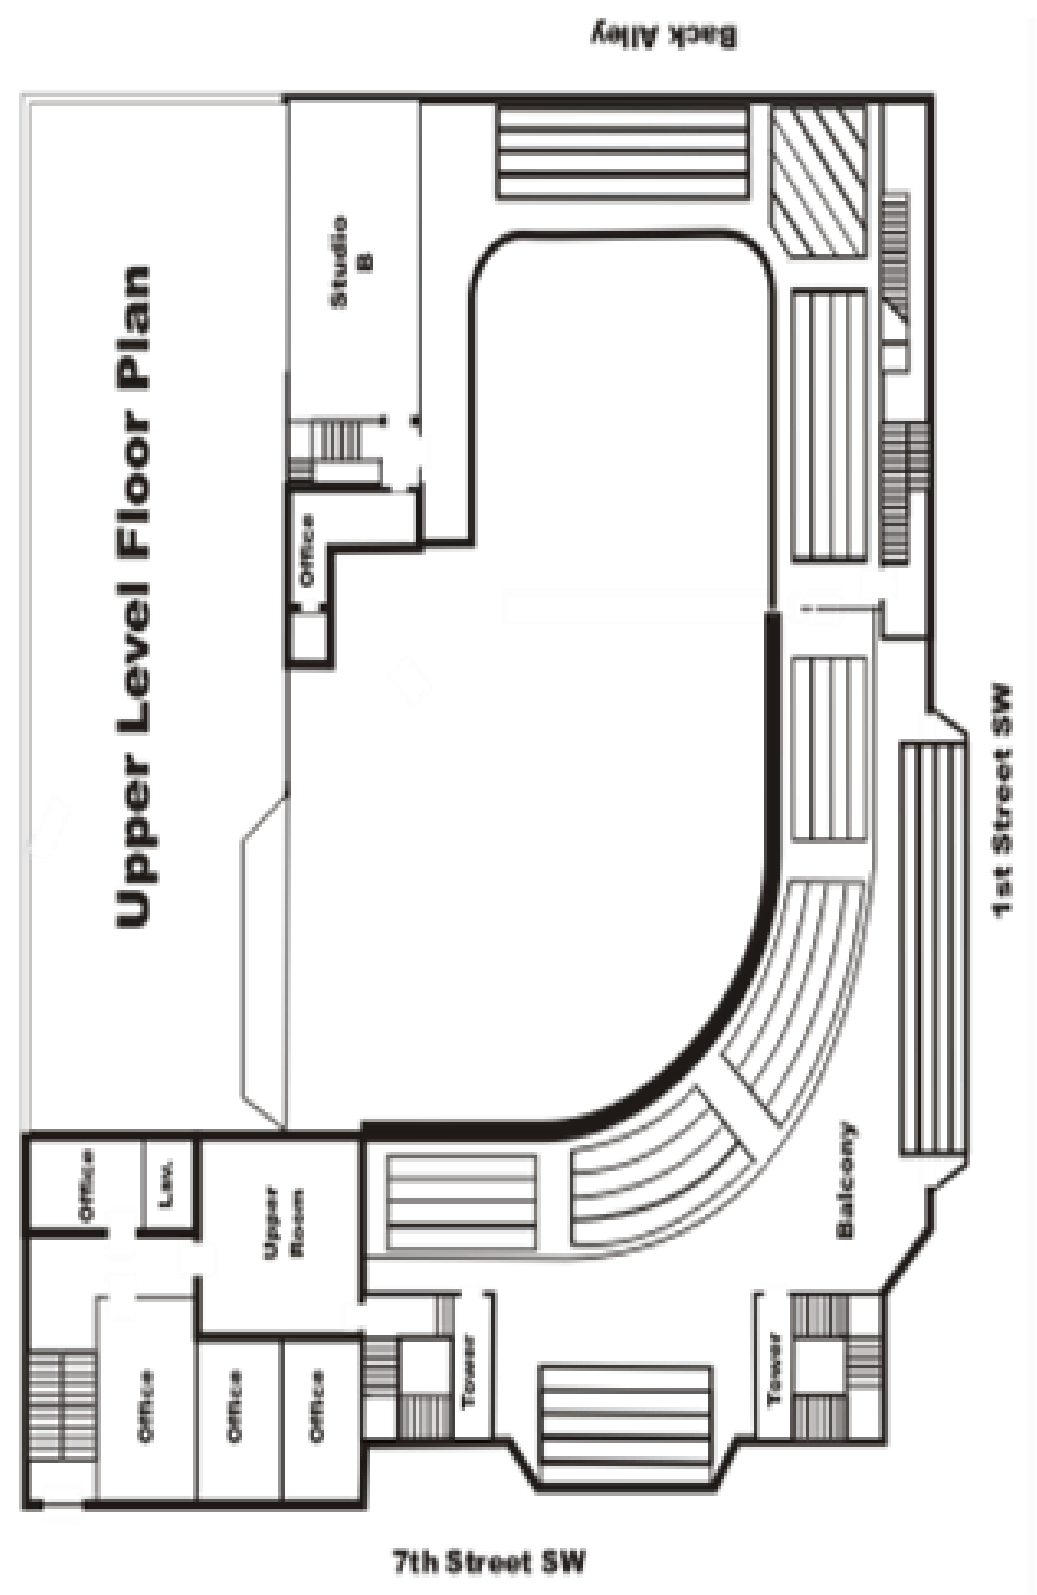 Back Alley
Upper Level Floor Plan
Studio
B
Office
1st Street SW
Office
Lav.
Upper
Room
Balcony
Tower
Tower
Office
Office
Office
7th Street SW